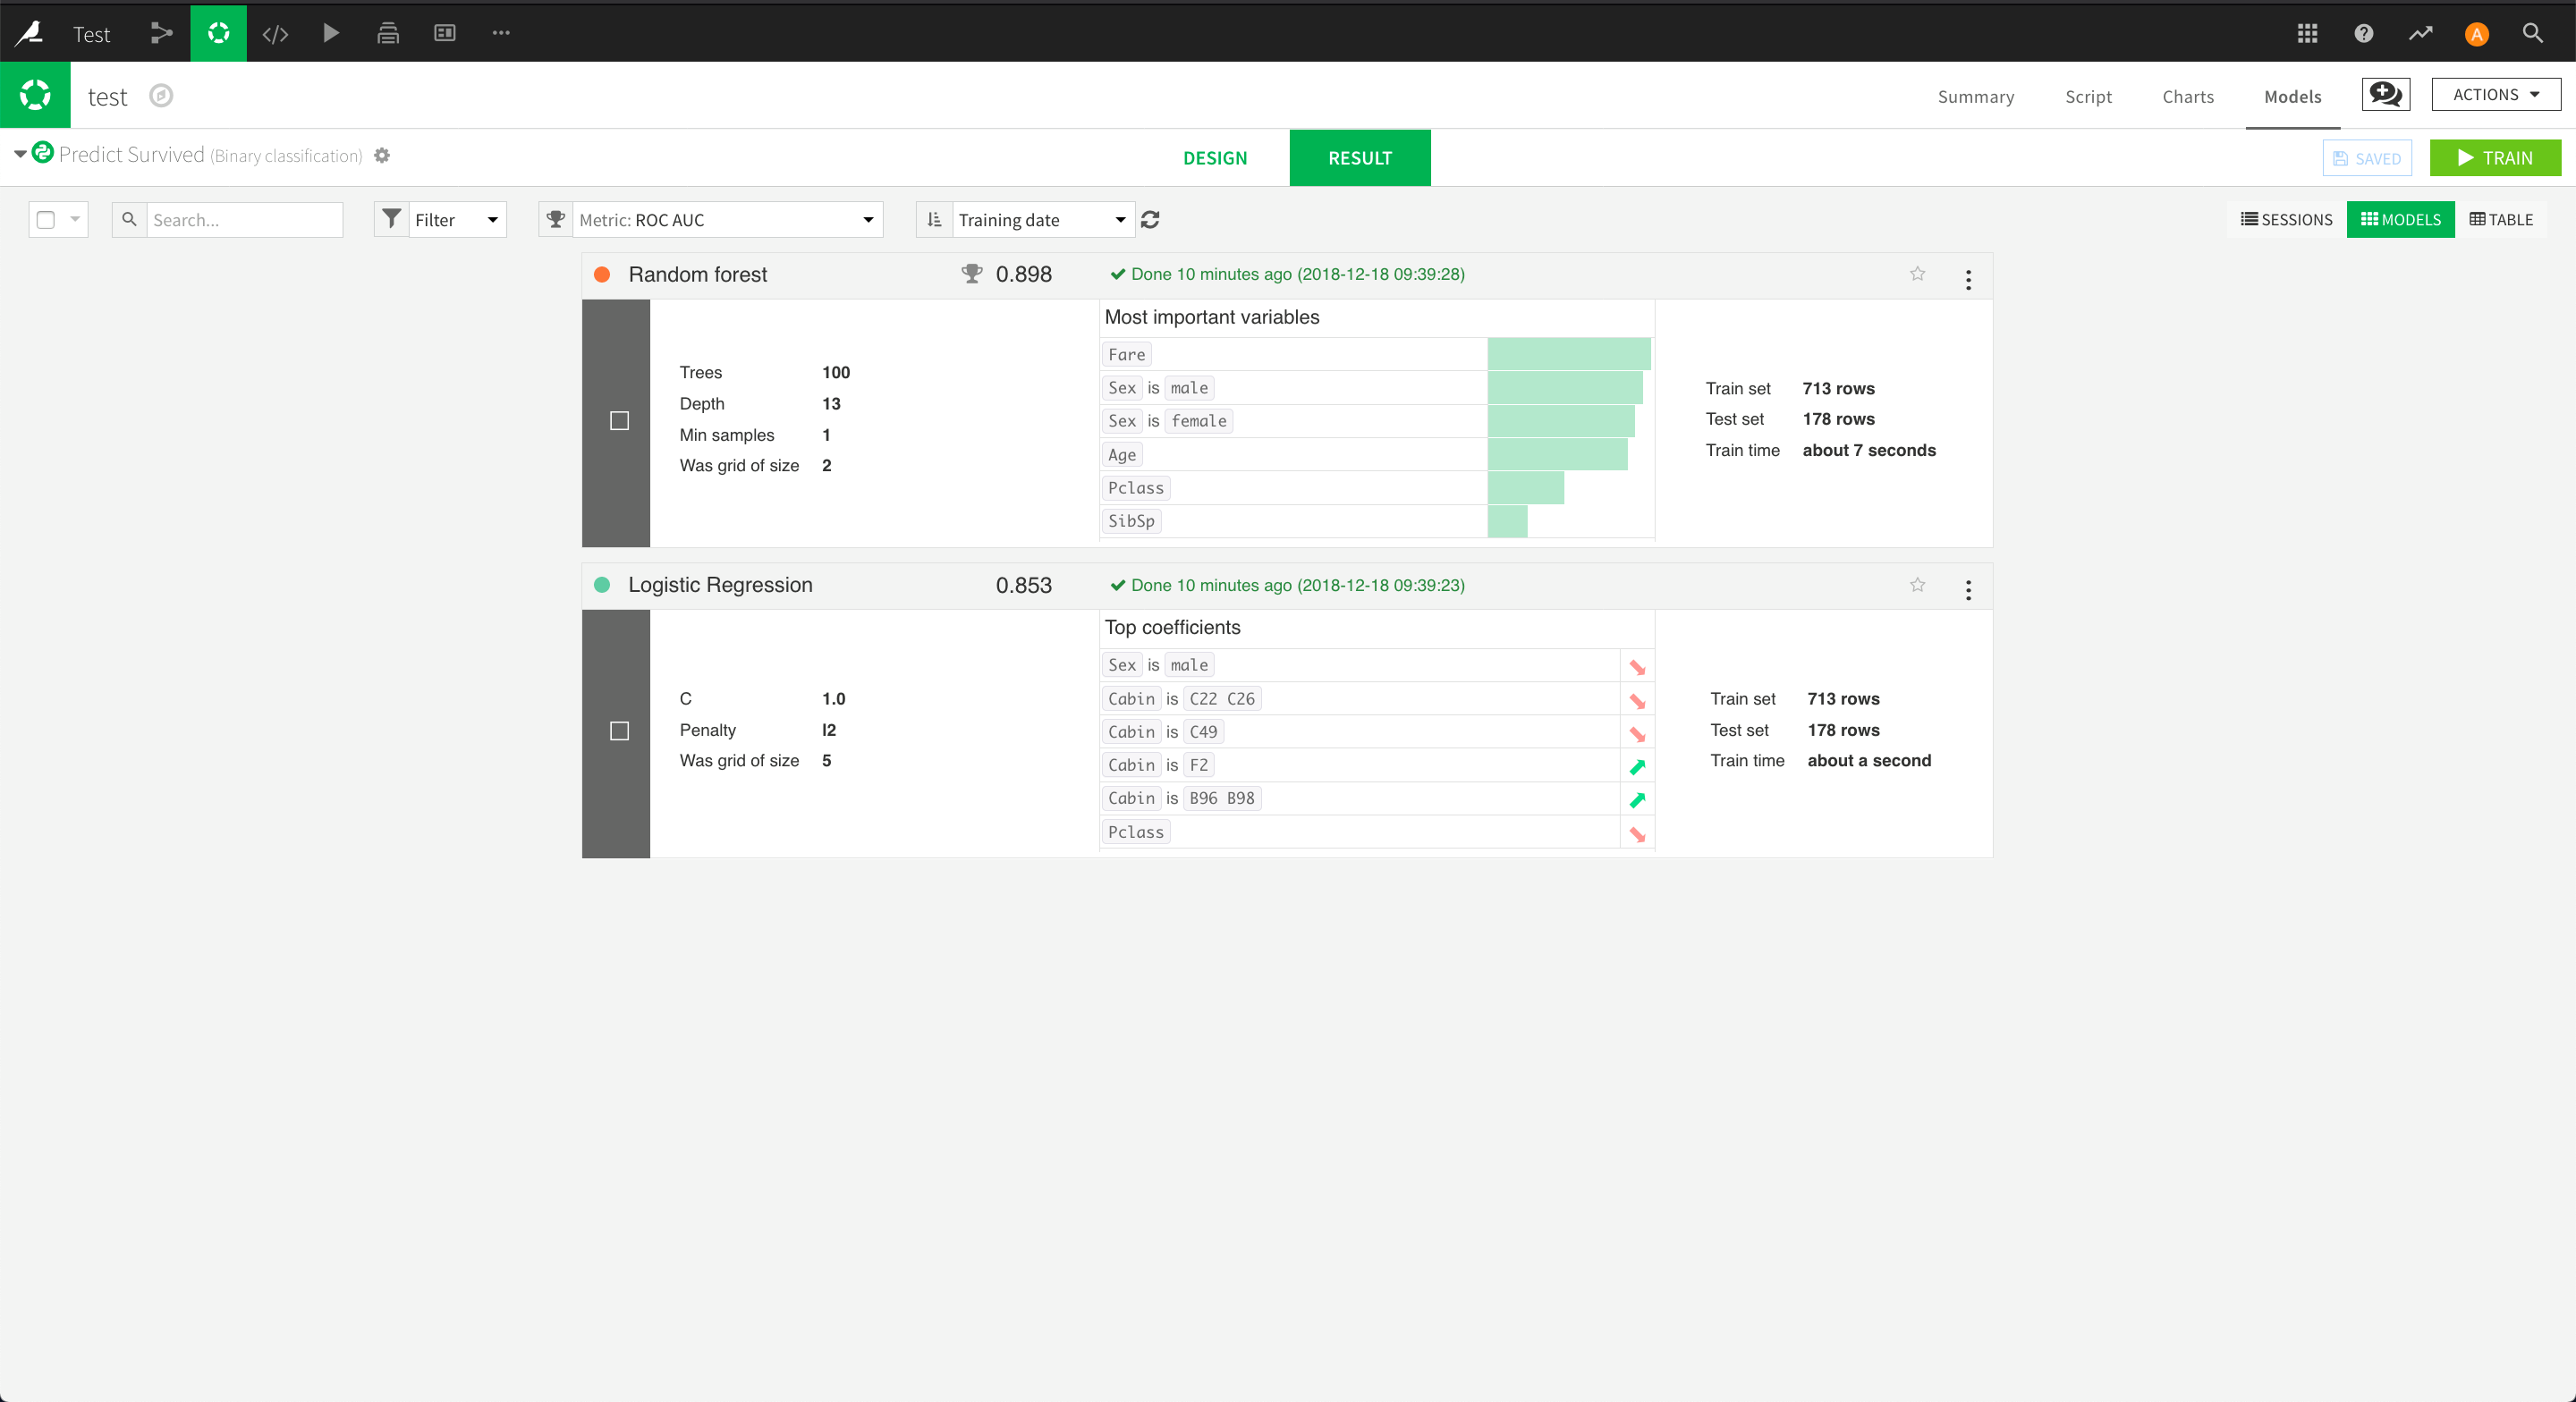 Test
A
test
Summary Script Charts Models ACTIONS
Predict Survived (Binary classification) DESIGN RESULT SAVED TRAIN
Search... Filter Metric: ROC AUC Training date SESSIONS MODELS TABLE
Random forest 0.898 Done 10 minutes ago (2018-12-18 09:39:28)
Most important variables
Fare
Sex is male
Sex is female
Age
Pclass
SibSp
Trees 100
Depth 13
Min samples 1
Was grid of size 2
Train set 713 rows
Test set 178 rows
Train time about 7 seconds
Logistic Regression 0.853 Done 10 minutes ago (2018-12-18 09:39:23)
Top coefficients
Sex is male
Cabin is C22 C26
Cabin is C49
Cabin is F2
Cabin is B96 B98
Pclass
C 1.0
Penalty l2
Was grid of size 5
Train set 713 rows
Test set 178 rows
Train time about a second